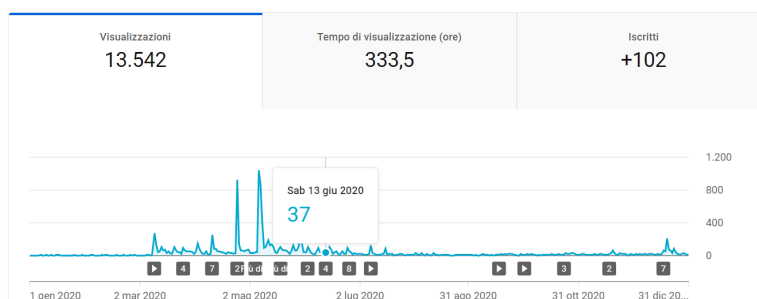 Visualizzazioni
13.542
Tempo di visualizzazione (ore)
333,5
Iscritti
+102
1.200
800
400
0
Sab 13 giu 2020
37
4
7
2
ù di
ù di
2
4
8
3
2
7
1 gen 2020
2 mar 2020
2 mag 2020
2 lug 2020
31 ago 2020
31 ott 2020
31 dic 20...